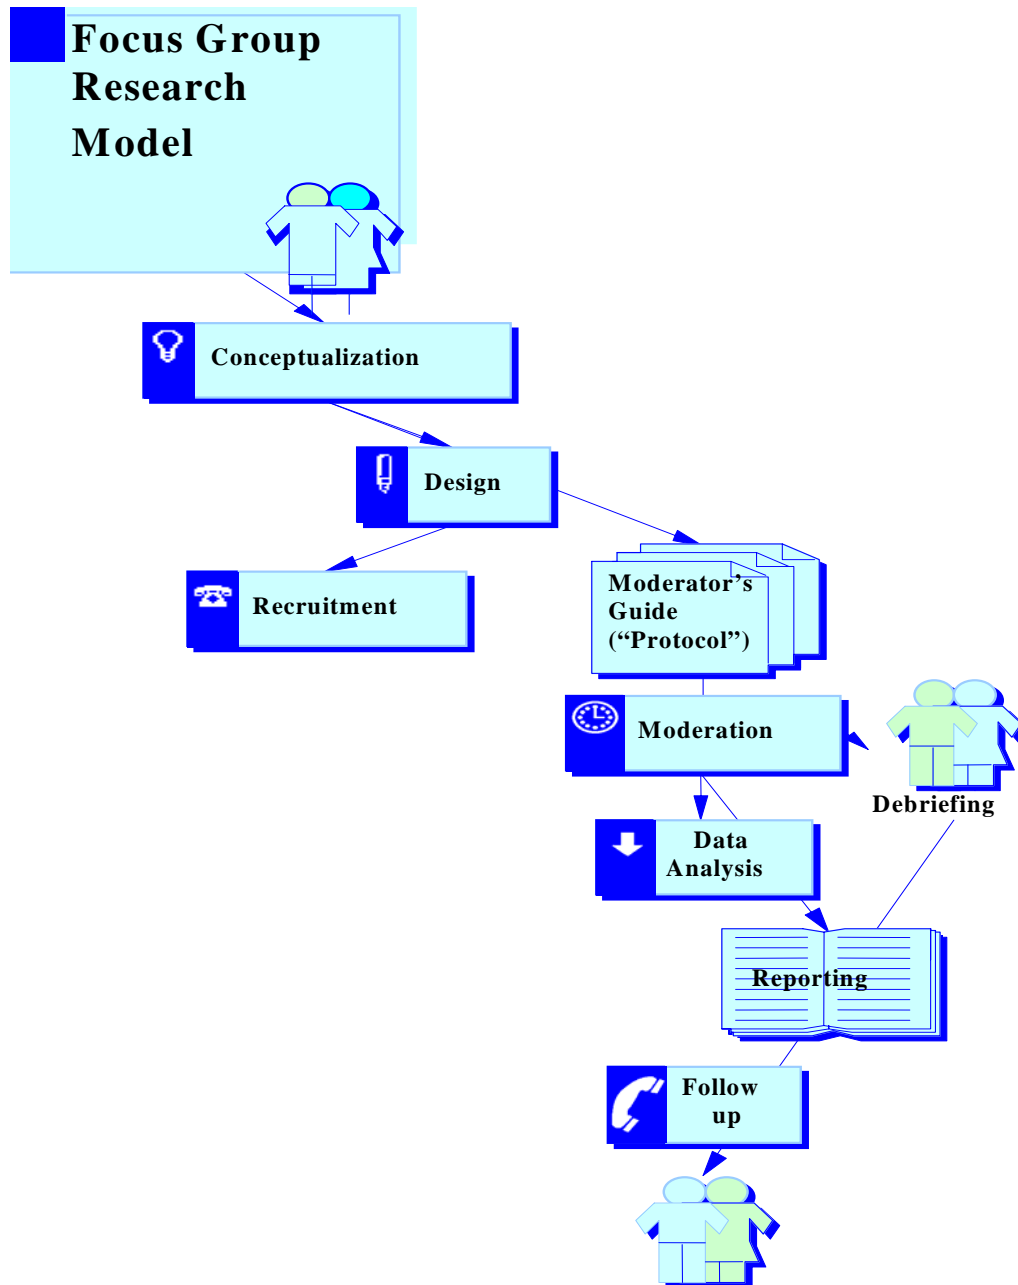 Focus Group
Research
Model
Conceptualization
Design
Recruitment
Moderator’s
Guide
(“Protocol”)
Moderation
Debriefing
Data
Analysis
Reporting
Follow
up